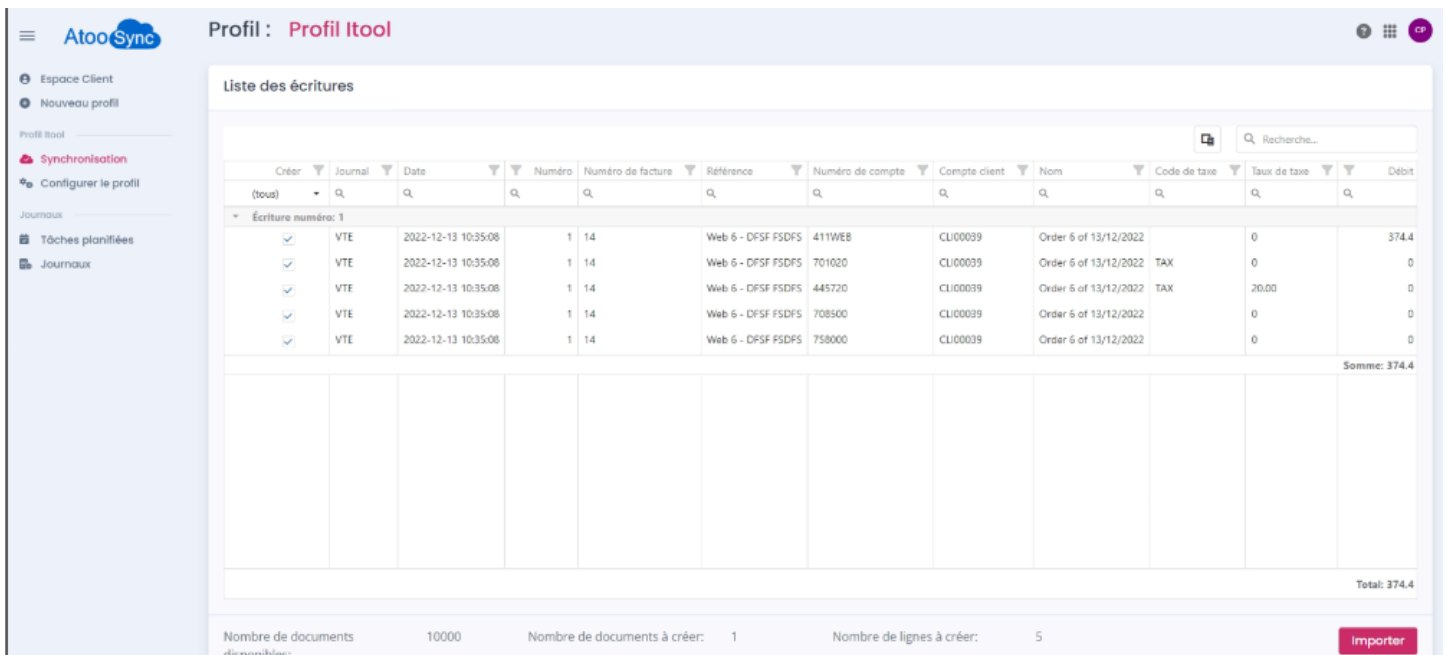 AtooSync
Profil : Profil Itool
CP
Espace Client
Nouveau profil
Profil Itool
Synchronisation
Configurer le profil
Journaux
Tâches planifiées
Journaux
Liste des écritures
Recherche...
Créer Journal Date Numéro Numéro de facture Référence Numéro de compte Compte client Nom Code de taxe Taux de taxe Débit
(tous)
Écriture numéro: 1
VTE 2022-12-13 10:35:08 1 14 Web 6 - DFSF FSDFS 411WEB CLI00039 Order 6 of 13/12/2022 0 374.4
VTE 2022-12-13 10:35:08 1 14 Web 6 - DFSF FSDFS 701020 CLI00039 Order 6 of 13/12/2022 TAX 0 0
VTE 2022-12-13 10:35:08 1 14 Web 6 - DFSF FSDFS 445720 CLI00039 Order 6 of 13/12/2022 TAX 20.00 0
VTE 2022-12-13 10:35:08 1 14 Web 6 - DFSF FSDFS 708500 CLI00039 Order 6 of 13/12/2022 0 0
VTE 2022-12-13 10:35:08 1 14 Web 6 - DFSF FSDFS 758000 CLI00039 Order 6 of 13/12/2022 0 0
Somme: 374.4
Total: 374.4
Nombre de documents disponibles: 10000 Nombre de documents à créer: 1 Nombre de lignes à créer: 5
Importer